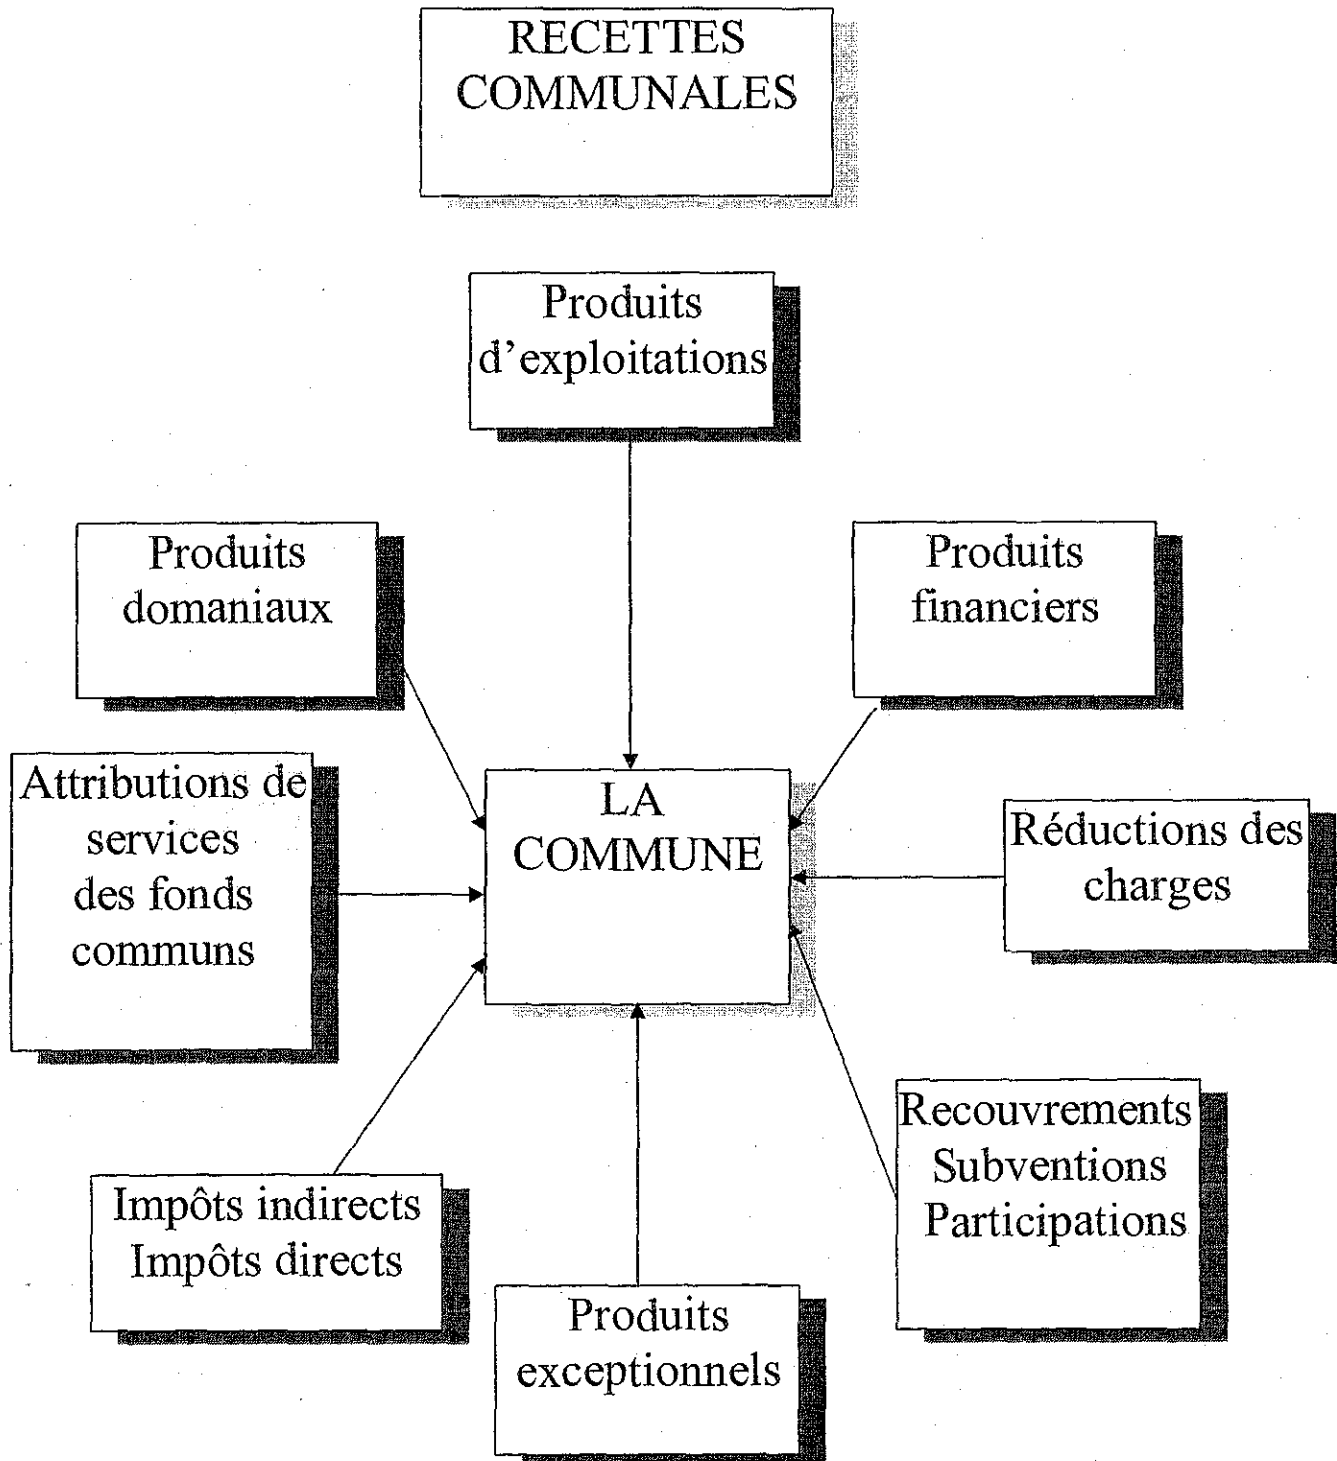 RECETTES
COMMUNALES
Produits
d'exploitations
Produits
domaniaux
Produits
financiers
Attributions de
services
des fonds
communs
LA
COMMUNE
Réductions des
charges
Recouvrements
Subventions
Participations
Impôts indirects
Impôts directs
Produits
exceptionnels